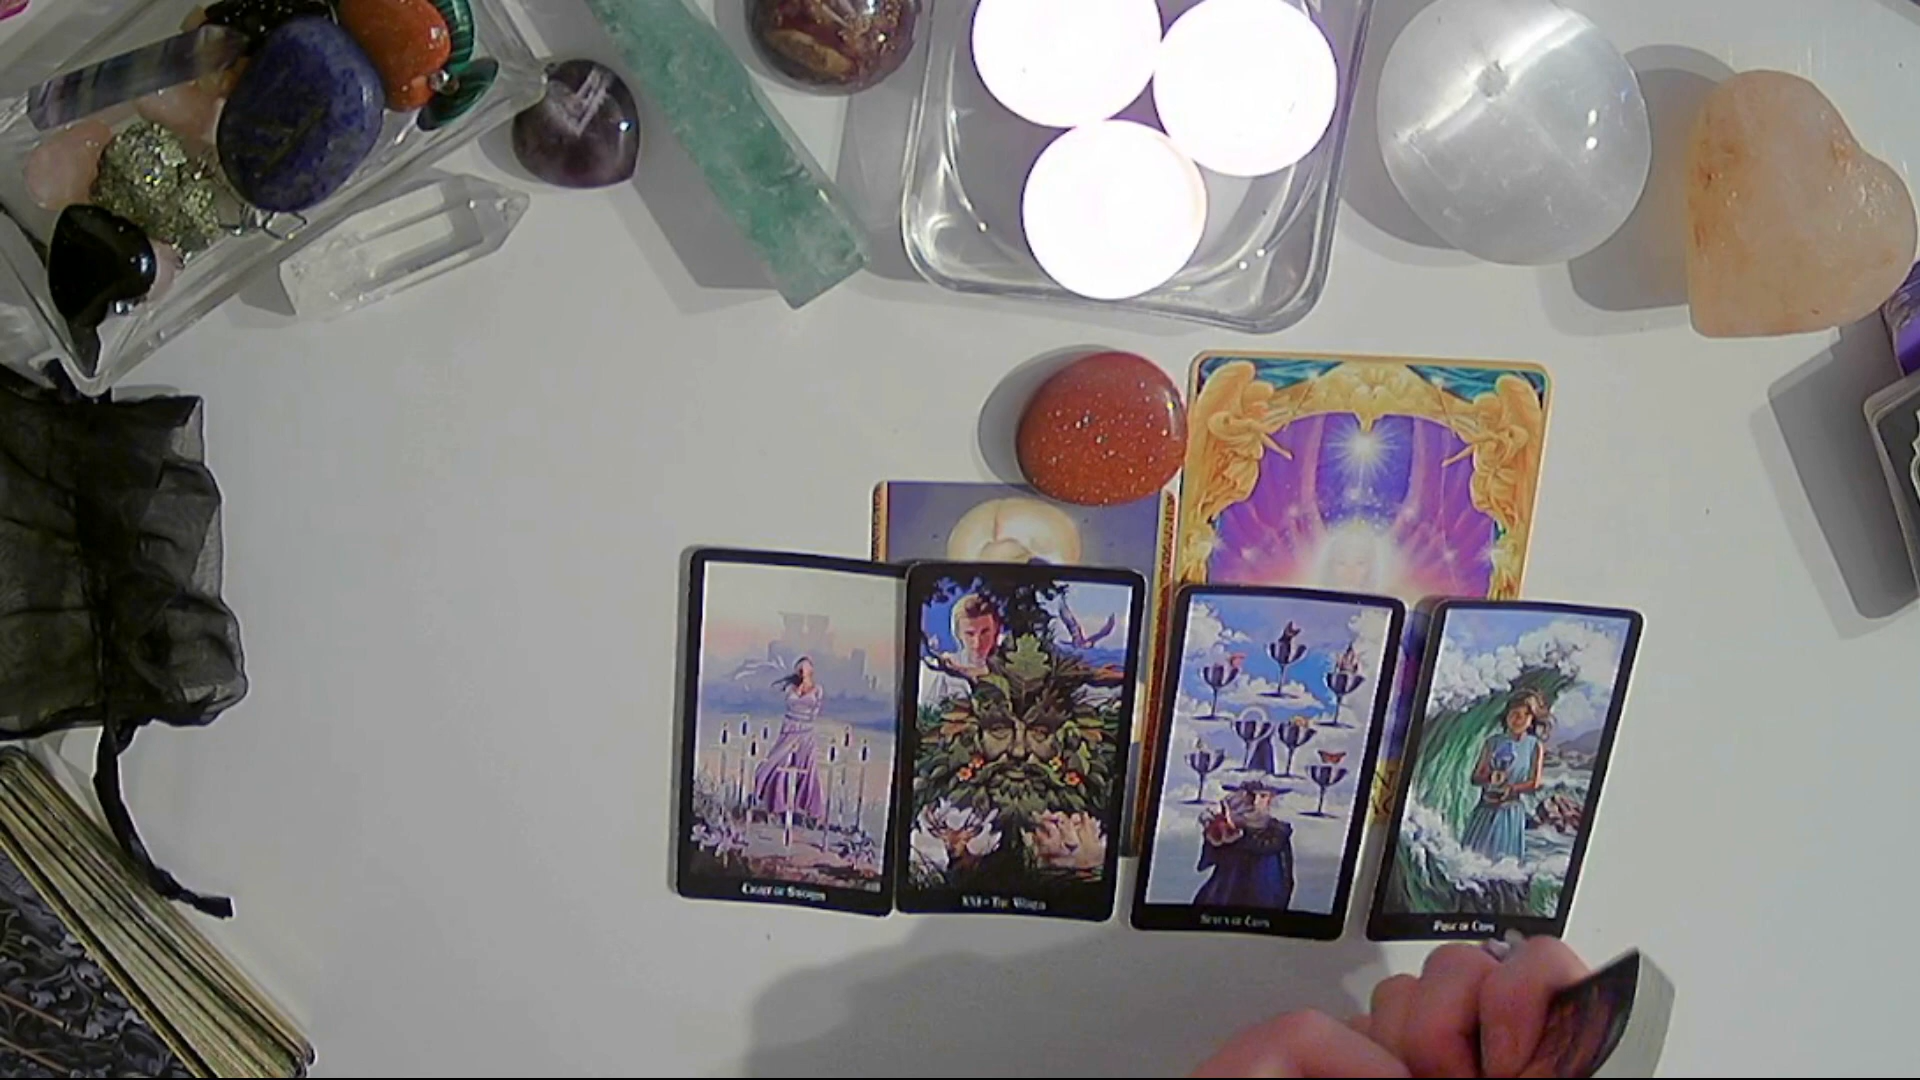 EIGHT OF SWORDS
XXI - THE WORLD
SEVEN OF CUPS
PAGE OF CUPS